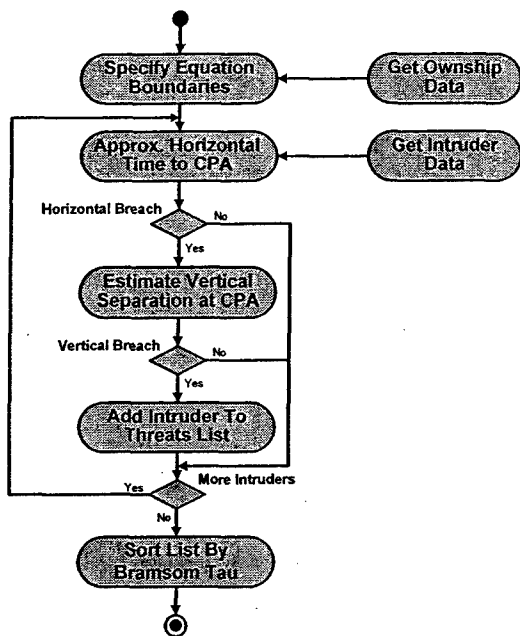 Specify Equation
Boundaries
Get Ownship
Data
Approx. Horizontal
Time to CPA
Get Intruder
Data
Horizontal Breach
No
Yes
Estimate Vertical
Separation at CPA
Vertical Breach
No
Yes
Add Intruder To
Threats List
More Intruders
Yes
No
Sort List By
Bramsom Tau